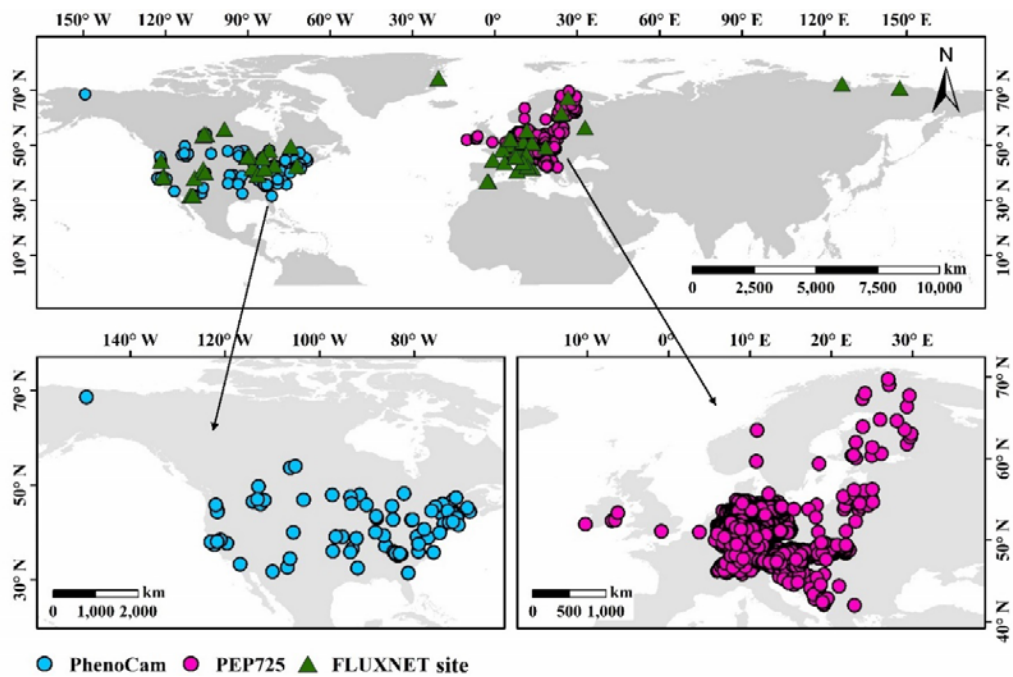 150° W 120° W 90° W 60° W 30° W 0° 30° E 60° E 90° E 120° E 150° E
N
70° N 70° N
50° N 50° N
30° N 30° N
10° N 10° N
km
0 2,500 5,000 7,500 10,000
140° W 120° W 100° W 80° W 10° W 0° 10° E 20° E 30° E
70° N 70° N
60° N
50° N 50° N
30° N
km km
0 1,000 2,000 0 500 1,000
40° N
PhenoCam PEP725 FLUXNET site